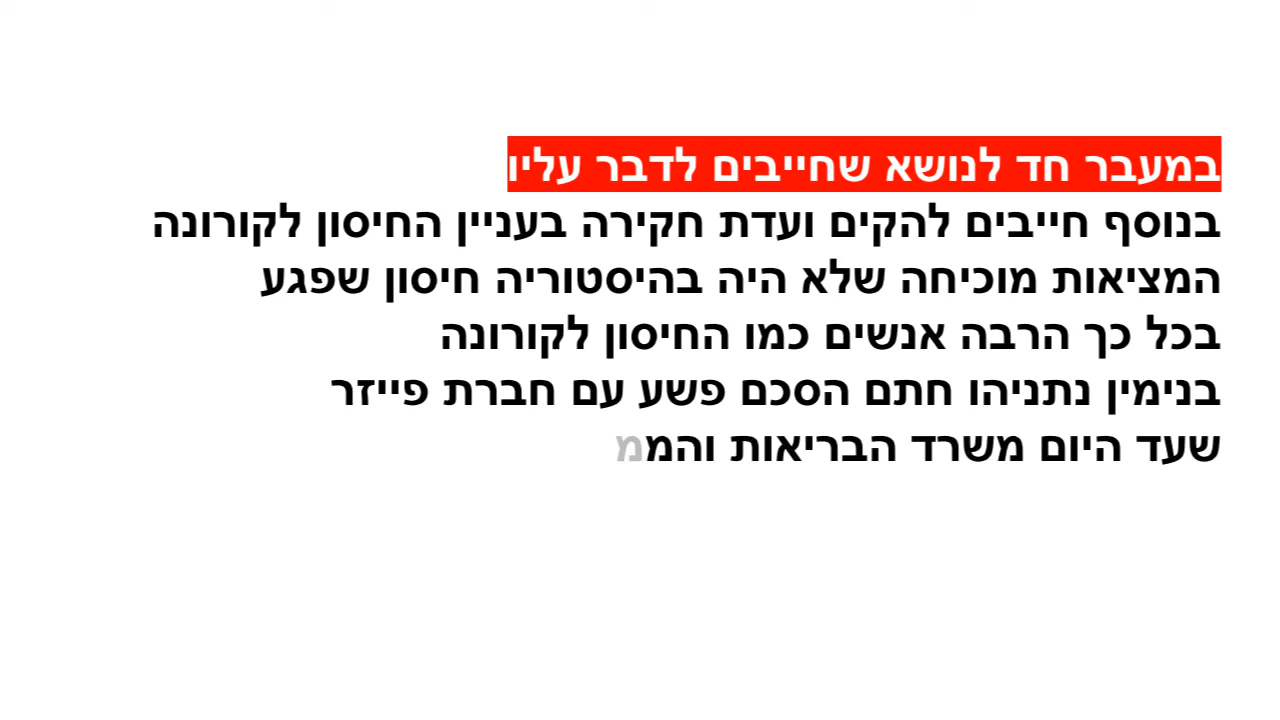 במעבר חד לנושא שחייבים לדבר עליו
בנוסף חייבים להקים ועדת חקירה בעניין החיסון לקורונה
המציאות מוכיחה שלא היה בהיסטוריה חיסון שפגע
בכל כך הרבה אנשים כמו החיסון לקורונה
בנימין נתניהו חתם הסכם פשע עם חברת פייזר
שעד היום משרד הבריאות והממ